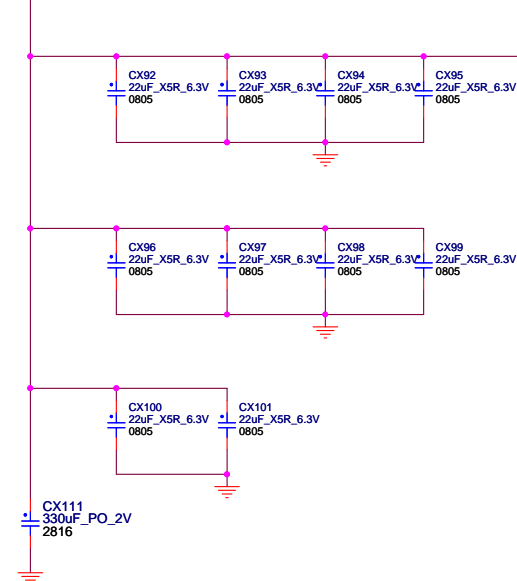 CX92
22uF_X5R_6.3V
0805
CX93
22uF_X5R_6.3V
0805
CX94
22uF_X5R_6.3V
0805
CX95
22uF_X5R_6.3V
0805
CX96
22uF_X5R_6.3V
0805
CX97
22uF_X5R_6.3V
0805
CX98
22uF_X5R_6.3V
0805
CX99
22uF_X5R_6.3V
0805
CX100
22uF_X5R_6.3V
0805
CX101
22uF_X5R_6.3V
0805
CX111
330uF_PO_2V
2816